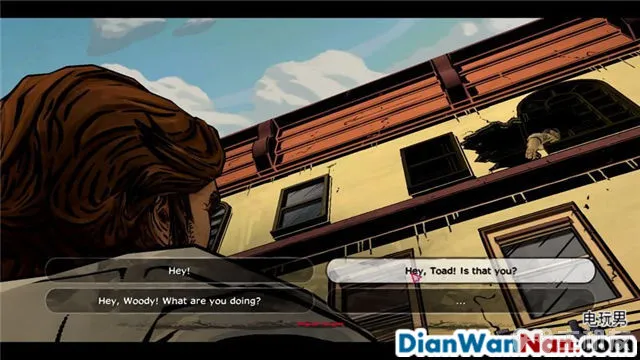 Hey!
Hey, Toad! Is that you?
Hey, Woody! What are you doing?
...
电玩男
DianWanNan.com